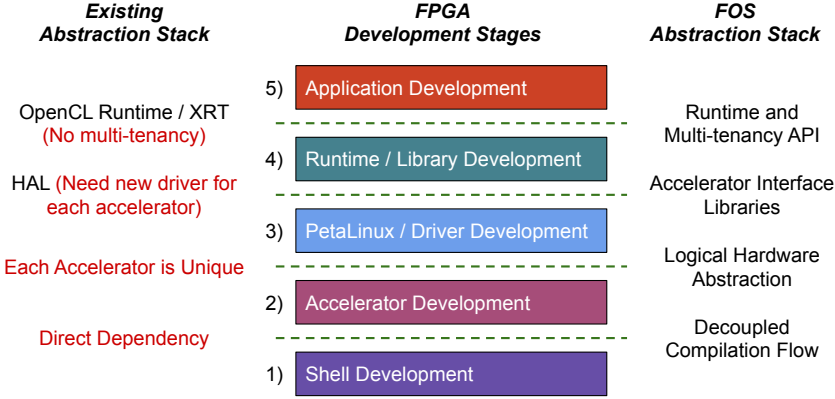 Existing
Abstraction Stack
FPGA
Development Stages
FOS
Abstraction Stack
5) Application Development
OpenCL Runtime / XRT
(No multi-tenancy)
Runtime and
Multi-tenancy API
4) Runtime / Library Development
HAL (Need new driver for
each accelerator)
Accelerator Interface
Libraries
3) PetaLinux / Driver Development
Each Accelerator is Unique
Logical Hardware
Abstraction
2) Accelerator Development
Direct Dependency
Decoupled
Compilation Flow
1) Shell Development